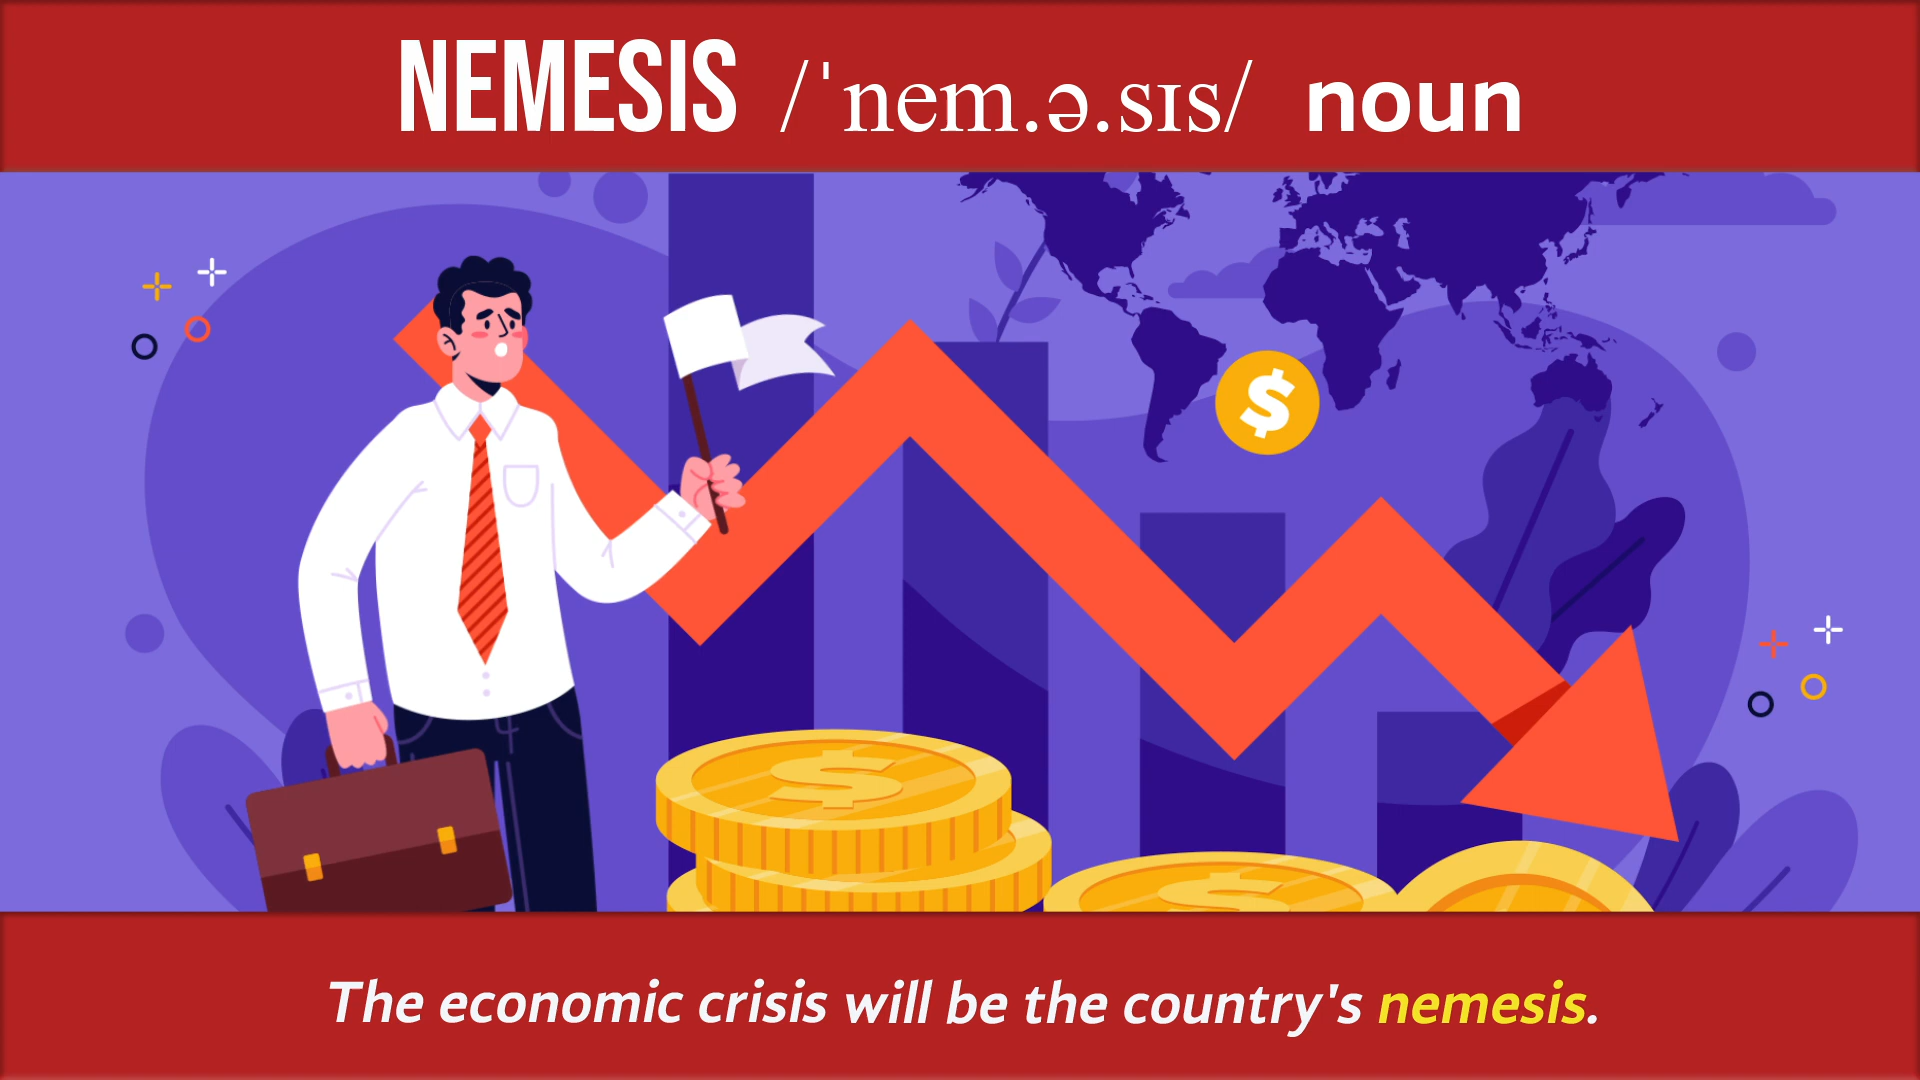 NEMESIS /ˈnem.ə.sɪs/ noun
$
$
$
The economic crisis will be the country's nemesis.